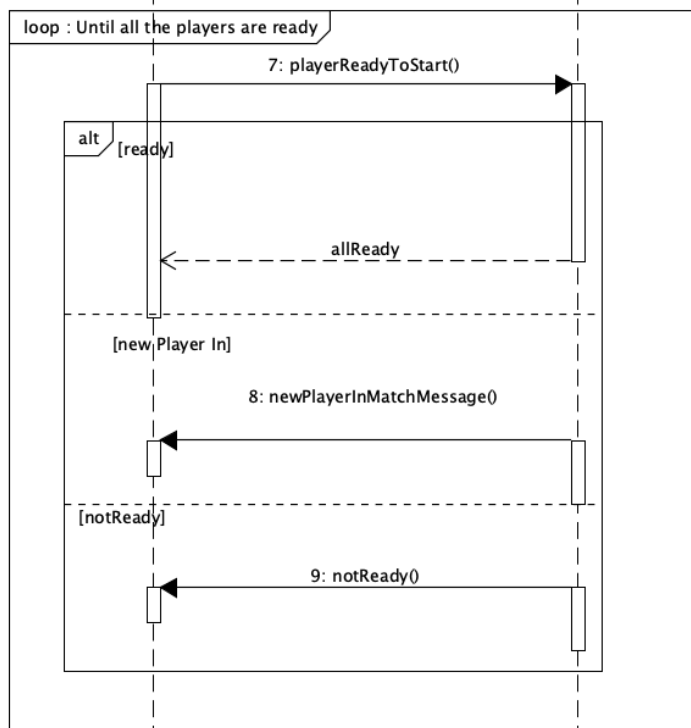 loop : Until all the players are ready
7: playerReadyToStart()
alt
[ready]
allReady
[new Player In]
8: newPlayerInMatchMessage()
[notReady]
9: notReady()